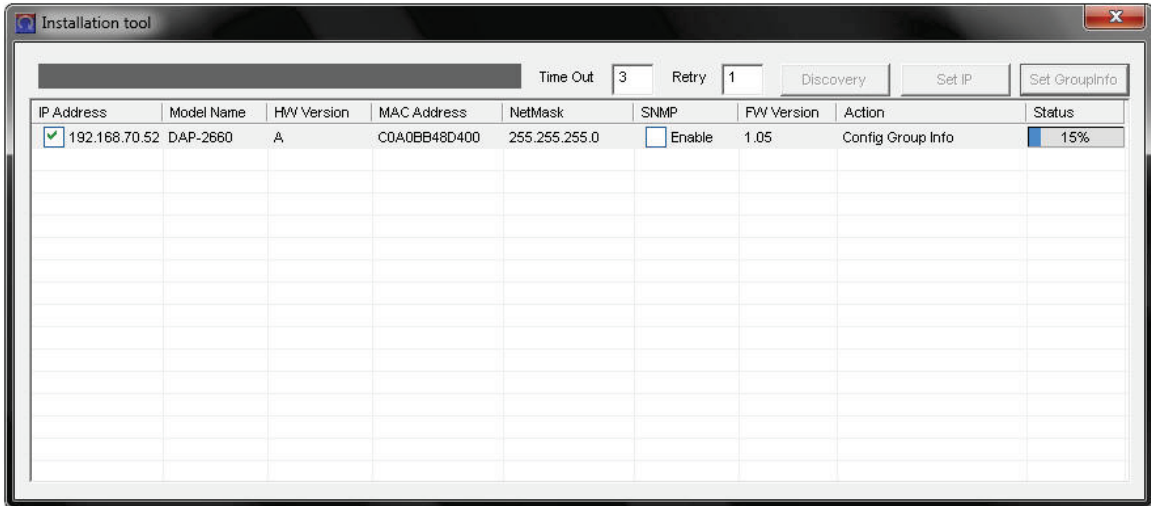 Installation tool
Time Out 3 Retry 1 Discovery Set IP Set GroupInfo
IP Address Model Name HW Version MAC Address NetMask SNMP FW Version Action Status
192.168.70.52 DAP-2660 A C0A0BB48D400 255.255.255.0 Enable 1.05 Config Group Info 15%